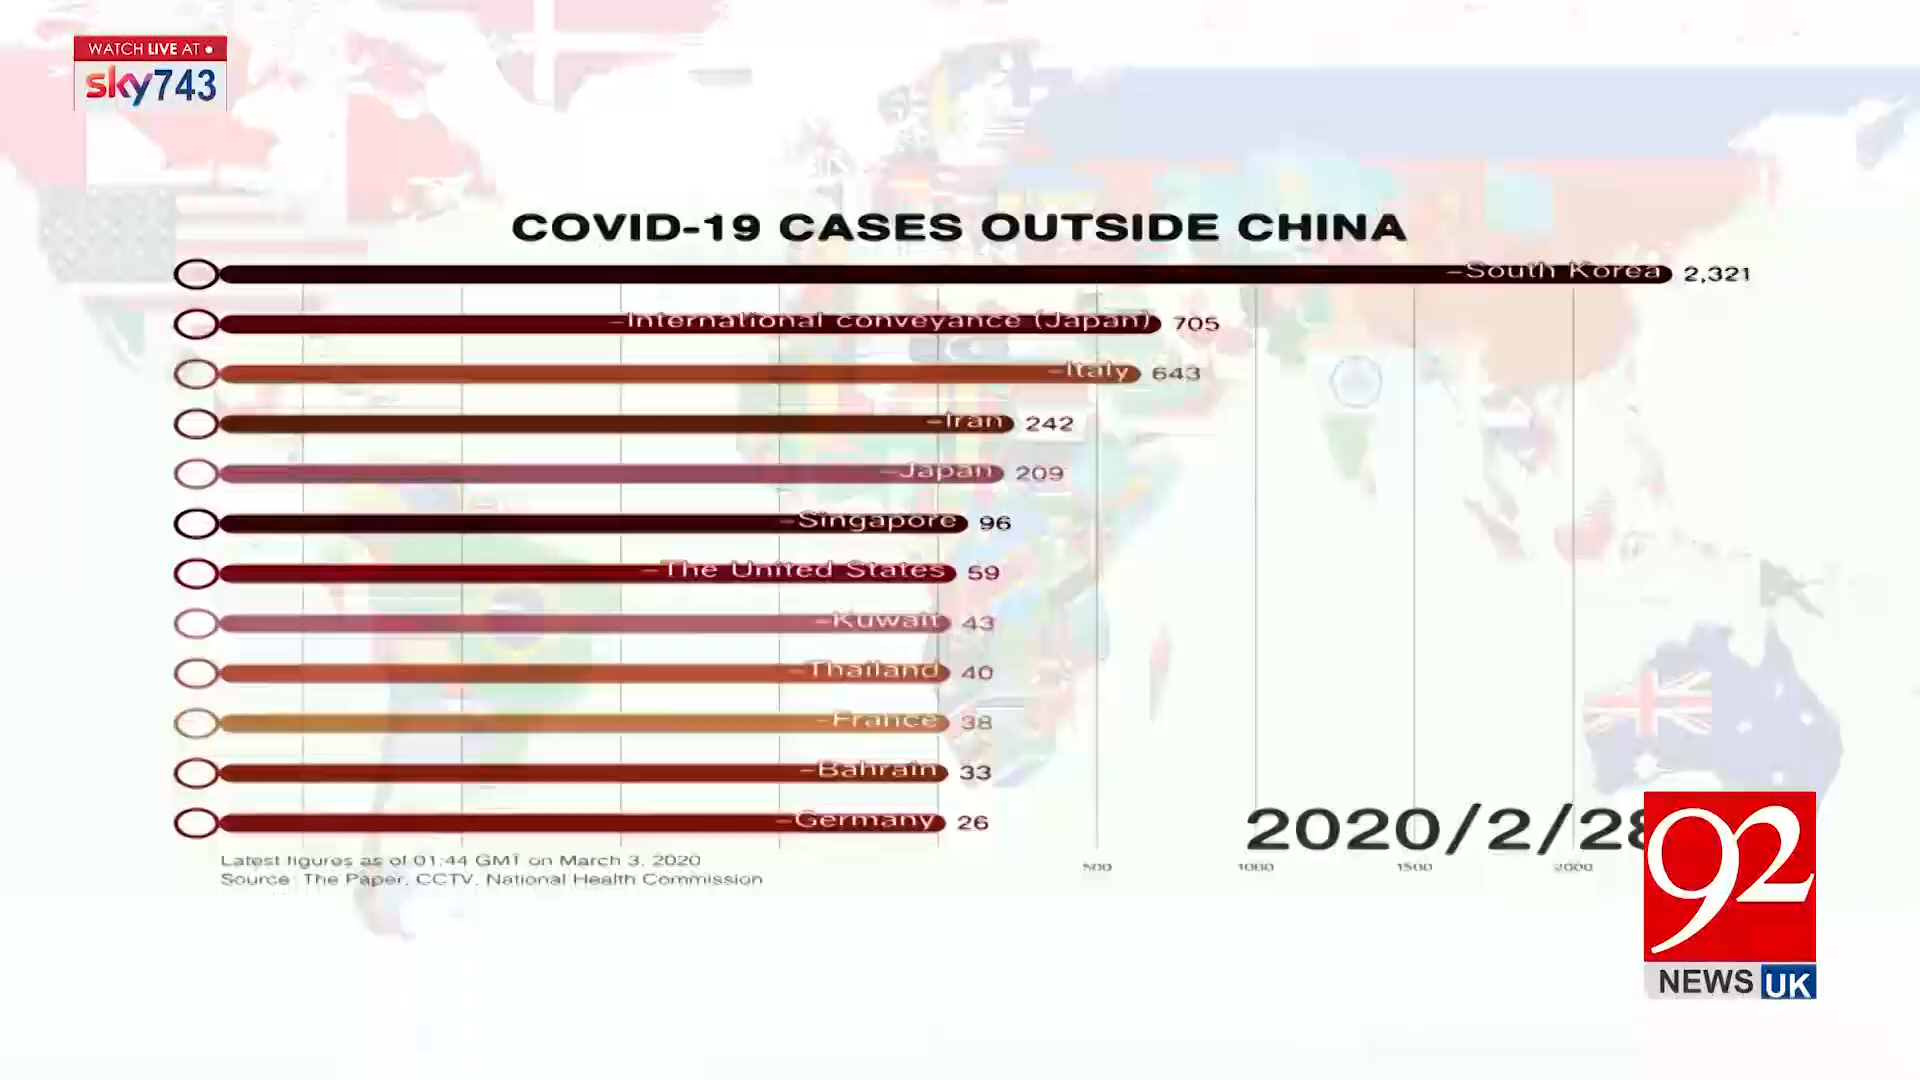 WATCH LIVE AT
sky743
COVID-19 CASES OUTSIDE CHINA
–South Korea 2,321
–International conveyance (Japan) 705
–Italy 643
–Iran 242
–Japan 209
–Singapore 96
–The United States 59
–Kuwait 43
–Thailand 40
–France 38
–Bahrain 33
–Germany 26
2020/2/28
500 1000 1500 2000
Latest figures as of 01:44 GMT on March 3, 2020
Source: The Paper, CCTV, National Health Commission
92
NEWS UK